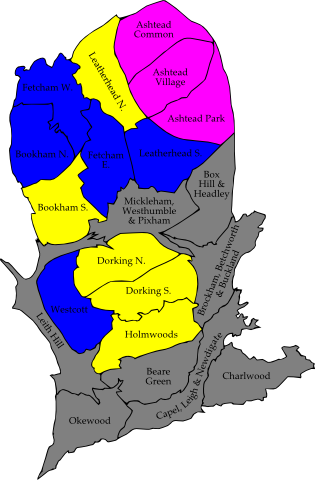 Ashtead
Common
Leatherhead N.
Ashtead
Village
Fetcham W.
Ashtead Park
Bookham N.
Fetcham
E.
Leatherhead S.
Box
Hill &
Headley
Bookham S.
Mickleham,
Westhumble
& Pixham
Brockham, Betchworth
& Buckland
Dorking N.
Dorking S.
Westcott
Leith Hill
Holmwoods
Beare
Green
Capel, Leigh & Newdigate
Charlwood
Okewood